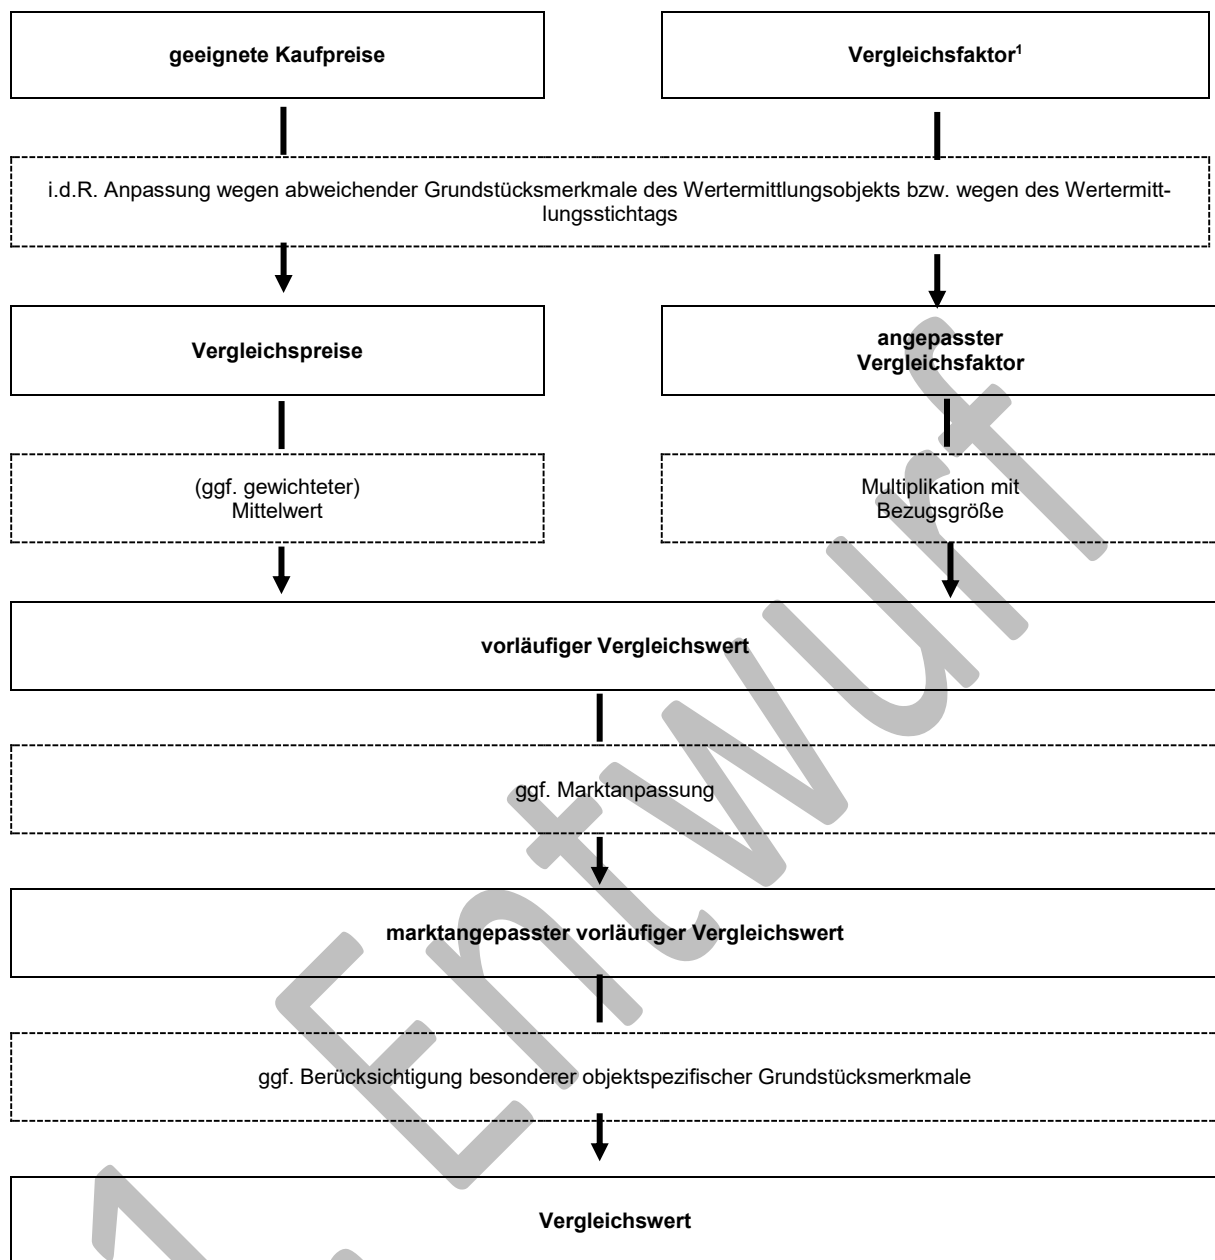 geeignete Kaufpreise
Vergleichsfaktor¹
i.d.R. Anpassung wegen abweichender Grundstücksmerkmale des Wertermittlungsobjekts bzw. wegen des Wertermitt-
lungsstichtags
Vergleichspreise
angepasster
Vergleichsfaktor
(ggf. gewichteter)
Mittelwert
Multiplikation mit
Bezugsgröße
vorläufiger Vergleichswert
ggf. Marktanpassung
marktangepasster vorläufiger Vergleichswert
ggf. Berücksichtigung besonderer objektspezifischer Grundstücksmerkmale
Vergleichswert
1. Entwurf